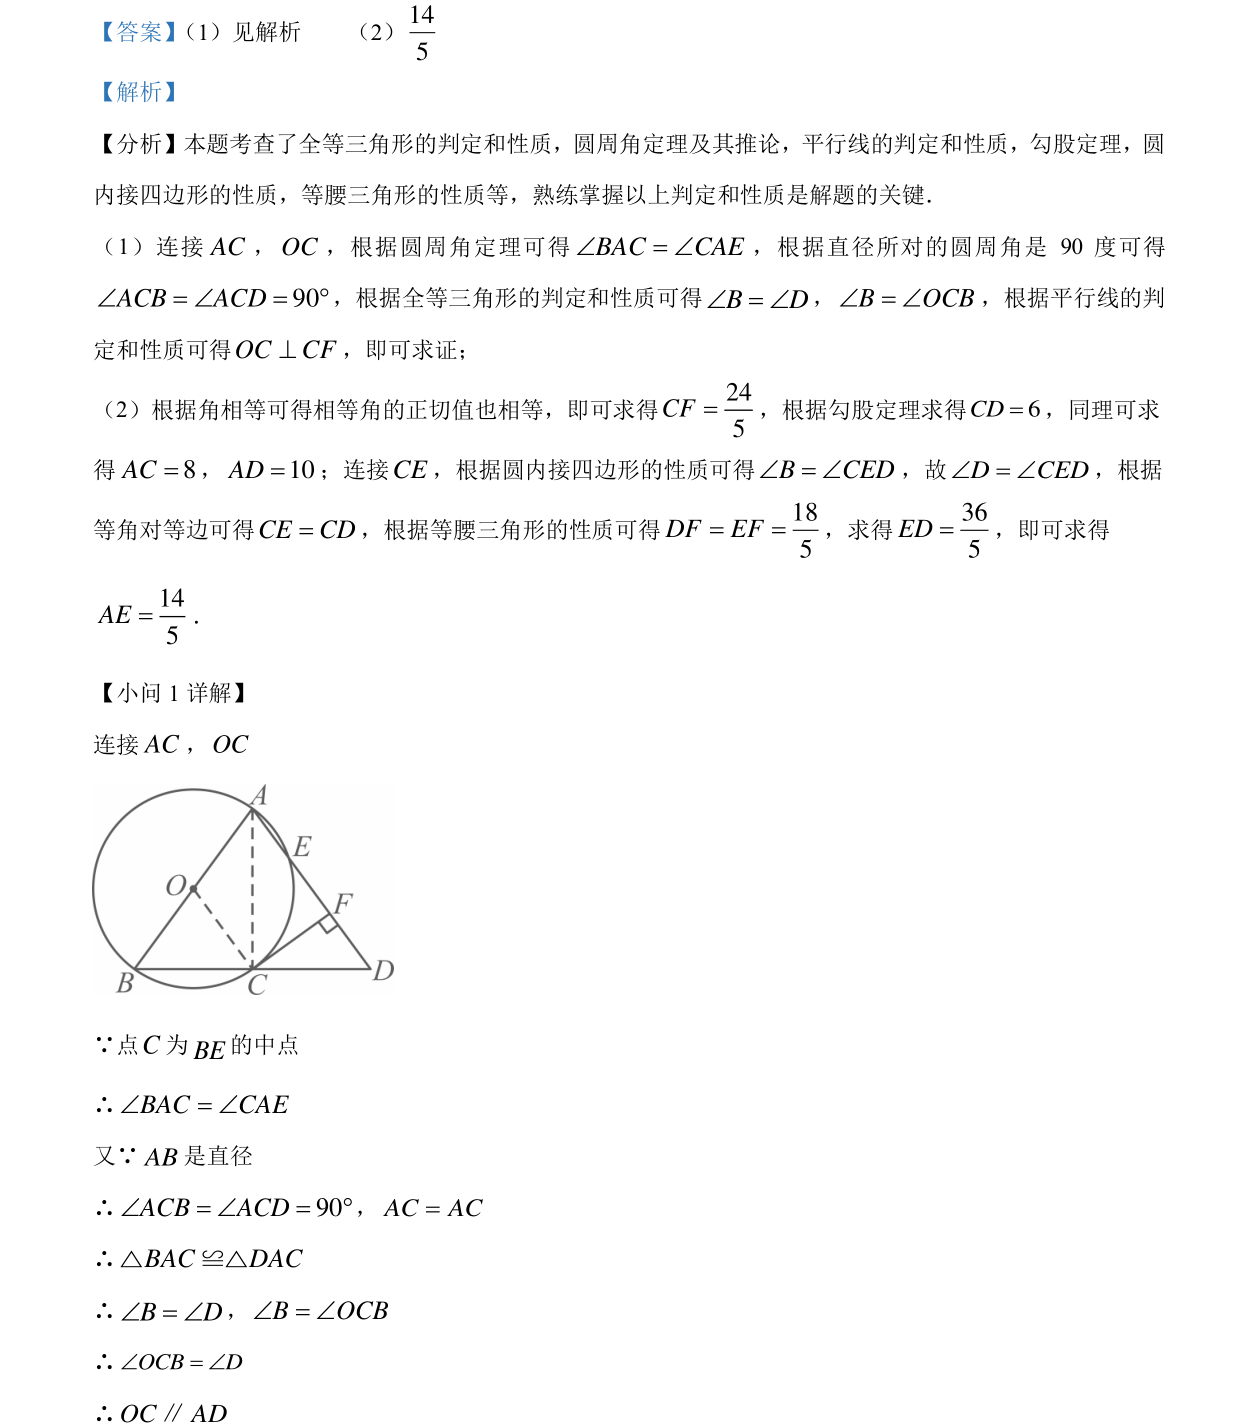 【答案】（1）见解析 （2）14/5
【解析】
【分析】本题考查了全等三角形的判定和性质，圆周角定理及其推论，平行线的判定和性质，勾股定理，圆
内接四边形的性质，等腰三角形的性质等，熟练掌握以上判定和性质是解题的关键．
（1）连接 AC ，OC ，根据圆周角定理可得 ∠BAC = ∠CAE ，根据直径所对的圆周角是 90 度可得
∠ACB = ∠ACD = 90°，根据全等三角形的判定和性质可得 ∠B = ∠D，∠B = ∠OCB ，根据平行线的判
定和性质可得 OC ⊥ CF ，即可求证；
（2）根据角相等可得相等角的正切值也相等，即可求得 CF = 24/5 ，根据勾股定理求得 CD = 6 ，同理可求
得 AC = 8 ，AD = 10 ；连接 CE ，根据圆内接四边形的性质可得 ∠B = ∠CED ，故 ∠D = ∠CED ，根据
等角对等边可得 CE = CD ，根据等腰三角形的性质可得 DF = EF = 18/5 ，求得 ED = 36/5 ，即可求得
AE = 14/5 ．
【小问 1 详解】
连接 AC ，OC
A
E
O
F
B
C
D
∵点 C 为 BE 的中点
∴ ∠BAC = ∠CAE
又∵ AB 是直径
∴ ∠ACB = ∠ACD = 90°，AC = AC
∴ △BAC ≌△DAC
∴ ∠B = ∠D，∠B = ∠OCB
∴ ∠OCB = ∠D
∴ OC ∥ AD